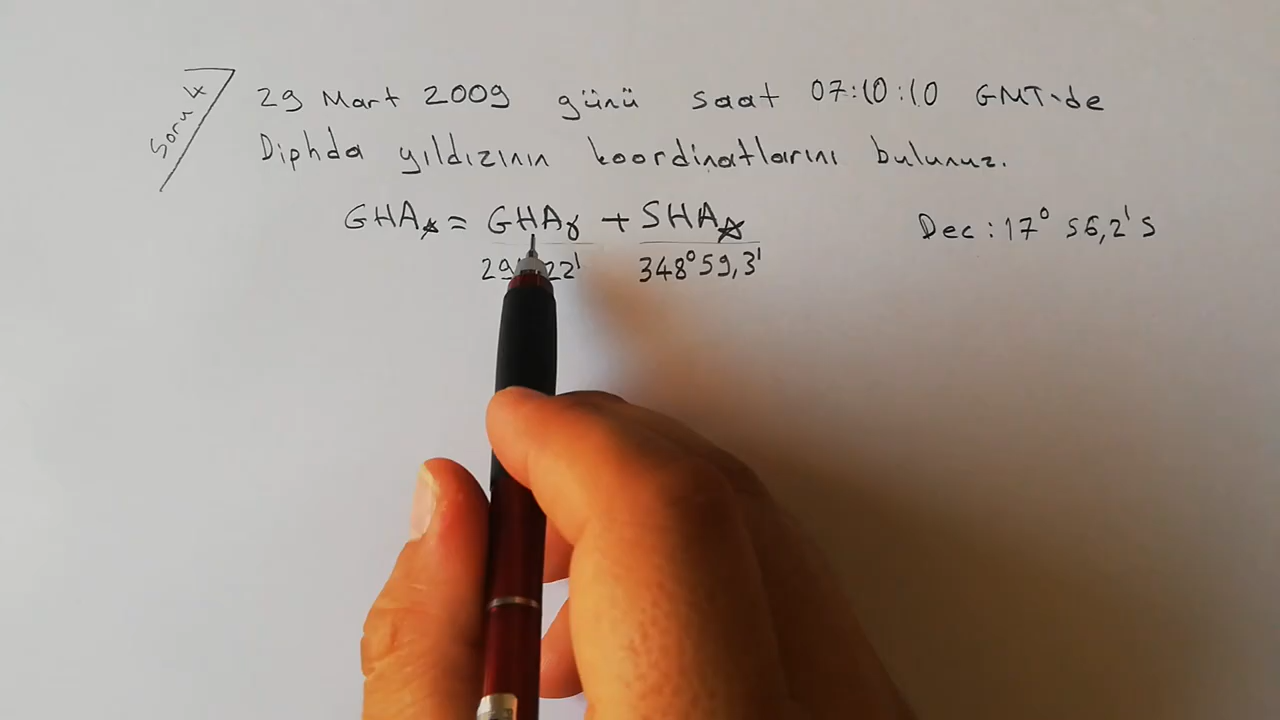 Soru 4
29 Mart 2009 günü saat 07:10:10 GMT'de
Diphda yıldızının koordinatlarını bulunuz.
GHA☆ = GHAɤ + SHA☆ Dec: 17° 56,2' S
22' 348° 59,3'